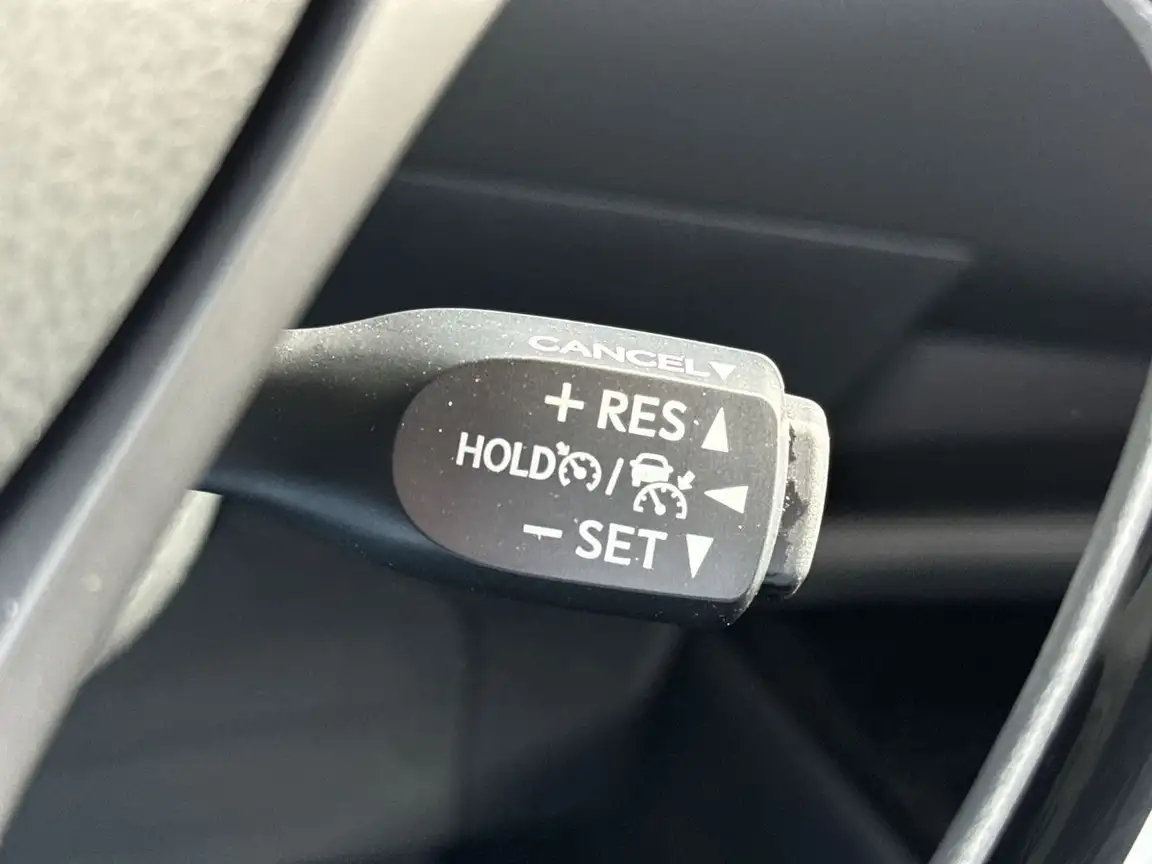 CANCEL▼
+ RES ▲
HOLD / ◀
− SET ▼